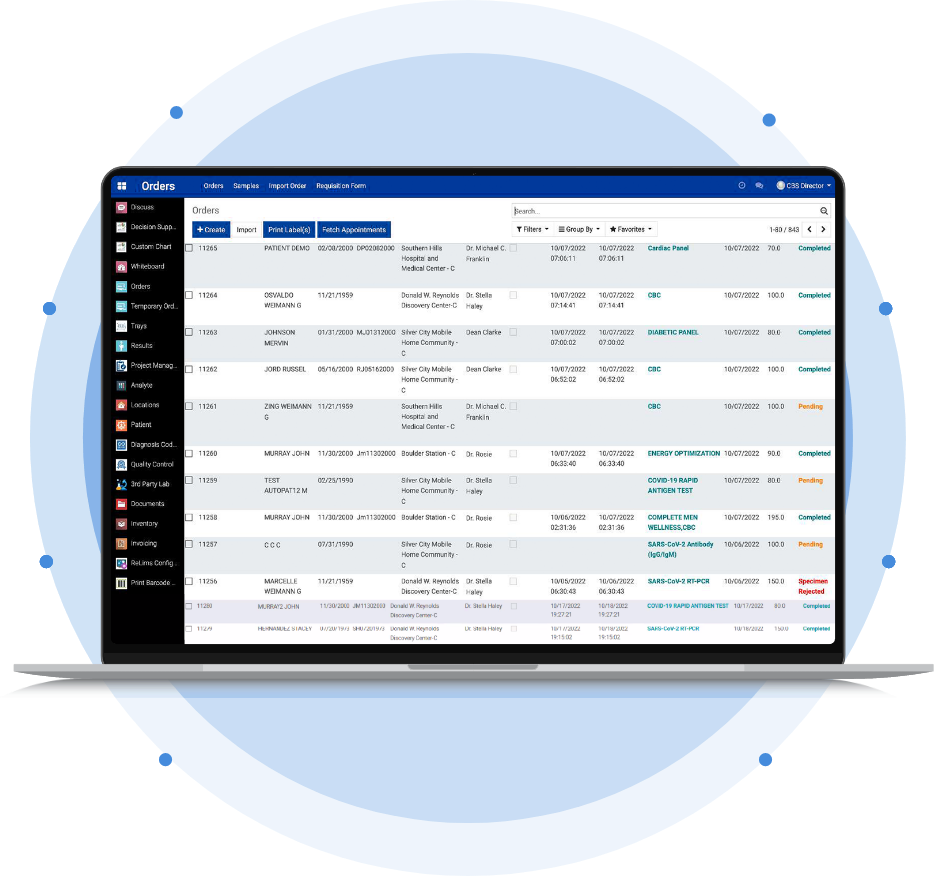 Orders Orders Samples Import Order Requisition Form CBS Director
Discuss
Decision Supp..
Custom Chart
Whiteboard
Orders
Temporary Ord..
Trays
Results
Project Manag..
Analyte
Locations
Patient
Diagnosis Cod..
Quality Control
3rd Party Lab
Documents
Inventory
Invoicing
ReLims Config..
Print Barcode ..
Orders Search...
+ Create Import Print Label(s) Fetch Appointments Filters Group By Favorites 1-80 / 843
11265 PATIENT DEMO 02/08/2000 DP02082000 Southern Hills Dr. Michael C. 10/07/2022 10/07/2022 Cardiac Panel 10/07/2022 70.0 Completed
Hospital and Franklin 07:06:11 07:06:11
Medical Center - C
11264 OSVALDO 11/21/1959 Donald W. Reynolds Dr. Stella 10/07/2022 10/07/2022 CBC 10/07/2022 100.0 Completed
WEIMANN G Discovery Center-C Haley 07:14:41 07:14:41
11263 JOHNSON 01/31/2000 MJ01312000 Silver City Mobile Dean Clarke 10/07/2022 10/07/2022 DIABETIC PANEL 10/07/2022 80.0 Completed
MERVIN Home Community - 07:00:02 07:00:02
C
11262 JORD RUSSEL 05/16/2000 RJ05162000 Silver City Mobile Dean Clarke 10/07/2022 10/07/2022 CBC 10/07/2022 100.0 Completed
Home Community - 06:52:02 06:52:02
C
11261 ZING WEIMANN 11/21/1959 Southern Hills Dr. Michael C. CBC 10/07/2022 100.0 Pending
G Hospital and Franklin
Medical Center - C
11260 MURRAY JOHN 11/30/2000 Jm11302000 Boulder Station - C Dr. Rosie 10/07/2022 10/07/2022 ENERGY OPTIMIZATION 10/07/2022 90.0 Completed
06:33:40 06:33:40
11259 TEST 02/25/1990 Silver City Mobile Dr. Stella COVID-19 RAPID 10/07/2022 80.0 Pending
AUTOPAT12 M Home Community - Haley ANTIGEN TEST
C
11258 MURRAY JOHN 11/30/2000 Jm11302000 Boulder Station - C Dr. Rosie 10/06/2022 10/07/2022 COMPLETE MEN 10/07/2022 195.0 Completed
02:31:36 02:31:36 WELLNESS,CBC
11257 C C C 07/31/1990 Silver City Mobile Dr. Rosie SARS-CoV-2 Antibody 10/06/2022 100.0 Pending
Home Community - (IgG/IgM)
C
11256 MARCELLE 11/21/1959 Donald W. Reynolds Dr. Stella 10/05/2022 10/06/2022 SARS-CoV-2 RT-PCR 10/06/2022 150.0 Specimen
WEIMANN G Discovery Center-C Haley 06:30:43 06:30:43 Rejected
11280 MURRAY2 JOHN 11/30/2000 JM11302000 Donald W. Reynolds Dr. Stella Haley 10/17/2022 10/18/2022 COVID-19 RAPID ANTIGEN TEST 10/17/2022 80.0 Completed
Discovery Center-C 19:27:21 19:27:21
11279 HERNANDEZ STACEY 07/20/1973 SH07201973 Donald W. Reynolds Dr. Stella Haley 10/17/2022 10/18/2022 SARS-CoV-2 RT-PCR 10/18/2022 150.0 Completed
Discovery Center-C 19:15:02 19:15:02